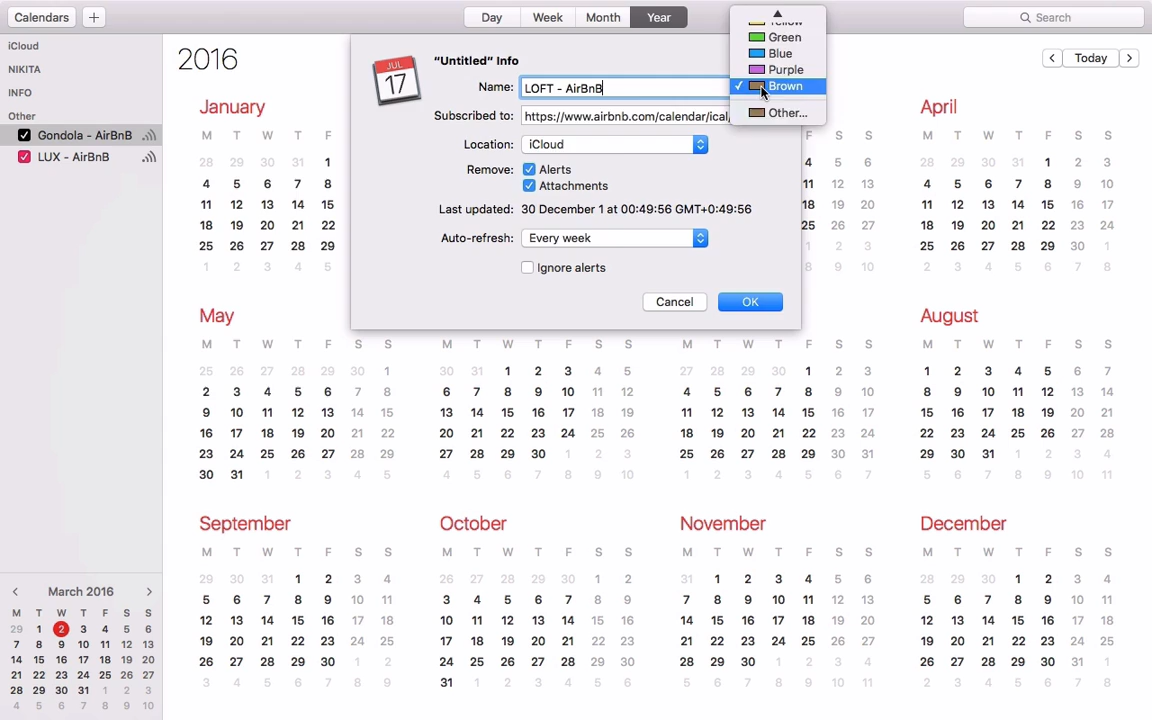 Calendars + Day Week Month Year Search
iCloud
NIKITA
INFO
Other
Gondola - AirBnB
LUX - AirBnB
2016
Today
"Untitled" Info
JUL
17
Name: LOFT - AirBnB
Subscribed to: https://www.airbnb.com/calendar/ical/
Location: iCloud
Remove: Alerts
Attachments
Last updated: 30 December 1 at 00:49:56 GMT+0:49:56
Auto-refresh: Every week
Ignore alerts
Cancel OK
Yellow
Green
Blue
Purple
Brown
Other...
January
M T W T F S S
28 29 30 31 1
4 5 6 7 8
11 12 13 14 15
18 19 20 21 22
25 26 27 28 29
1 2 3 4 5
4 5 6
11 12 13
18 19 20
25 26 27
1 2 3
8 9 10
April
M T W T F S S
28 29 30 31 1 2 3
4 5 6 7 8 9 10
11 12 13 14 15 16 17
18 19 20 21 22 23 24
25 26 27 28 29 30 1
2 3 4 5 6 7 8
May
M T W T F S S
25 26 27 28 29 30 1
2 3 4 5 6 7 8
9 10 11 12 13 14 15
16 17 18 19 20 21 22
23 24 25 26 27 28 29
30 31 1 2 3 4 5
M T W T F S S
30 31 1 2 3 4 5
6 7 8 9 10 11 12
13 14 15 16 17 18 19
20 21 22 23 24 25 26
27 28 29 30 1 2 3
4 5 6 7 8 9 10
M T W T F S S
27 28 29 30 1 2 3
4 5 6 7 8 9 10
11 12 13 14 15 16 17
18 19 20 21 22 23 24
25 26 27 28 29 30 31
1 2 3 4 5 6 7
August
M T W T F S S
1 2 3 4 5 6 7
8 9 10 11 12 13 14
15 16 17 18 19 20 21
22 23 24 25 26 27 28
29 30 31 1 2 3 4
5 6 7 8 9 10 11
September
M T W T F S S
29 30 31 1 2 3 4
5 6 7 8 9 10 11
12 13 14 15 16 17 18
19 20 21 22 23 24 25
26 27 28 29 30 1 2
3 4 5 6 7 8 9
October
M T W T F S S
26 27 28 29 30 1 2
3 4 5 6 7 8 9
10 11 12 13 14 15 16
17 18 19 20 21 22 23
24 25 26 27 28 29 30
31 1 2 3 4 5 6
November
M T W T F S S
31 1 2 3 4 5 6
7 8 9 10 11 12 13
14 15 16 17 18 19 20
21 22 23 24 25 26 27
28 29 30 1 2 3 4
5 6 7 8 9 10 11
December
M T W T F S S
28 29 30 1 2 3 4
5 6 7 8 9 10 11
12 13 14 15 16 17 18
19 20 21 22 23 24 25
26 27 28 29 30 31 1
2 3 4 5 6 7 8
March 2016
M T W T F S S
29 1 2 3 4 5 6
7 8 9 10 11 12 13
14 15 16 17 18 19 20
21 22 23 24 25 26 27
28 29 30 31 1 2 3
4 5 6 7 8 9 10